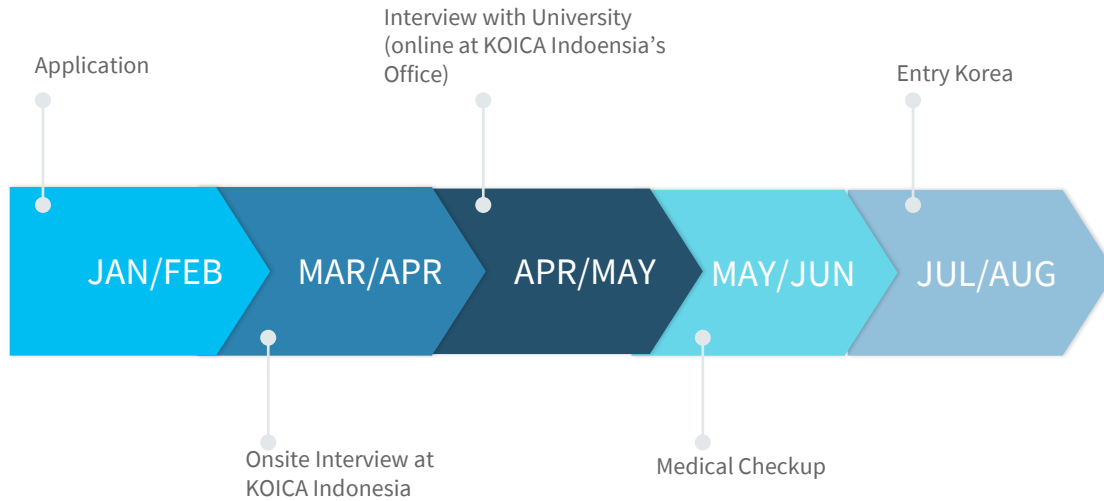 Interview with University
(online at KOICA Indoensia's
Office)
Application
Entry Korea
JAN/FEB
MAR/APR
APR/MAY
MAY/JUN
JUL/AUG
Onsite Interview at
KOICA Indonesia
Medical Checkup